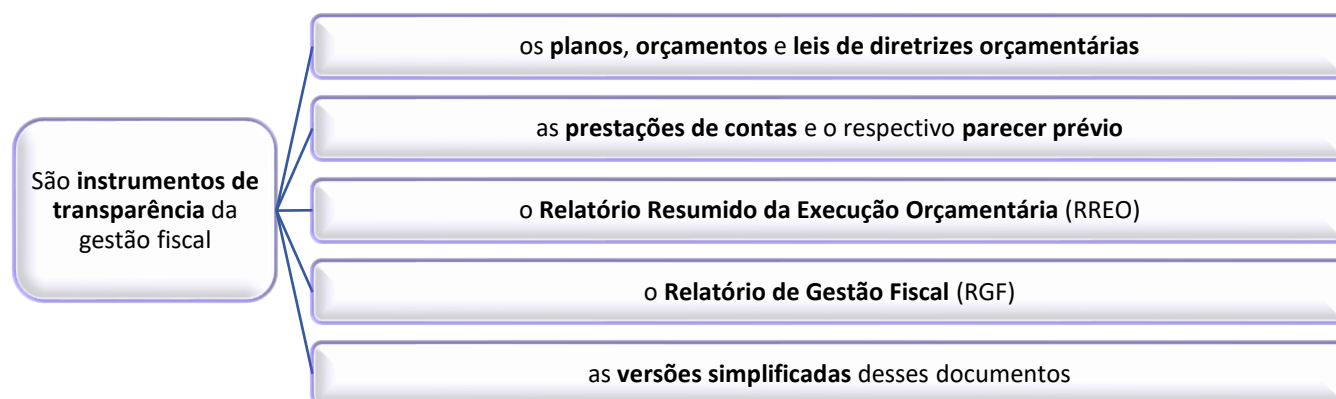 São instrumentos de
transparência da
gestão fiscal
os planos, orçamentos e leis de diretrizes orçamentárias
as prestações de contas e o respectivo parecer prévio
o Relatório Resumido da Execução Orçamentária (RREO)
o Relatório de Gestão Fiscal (RGF)
as versões simplificadas desses documentos